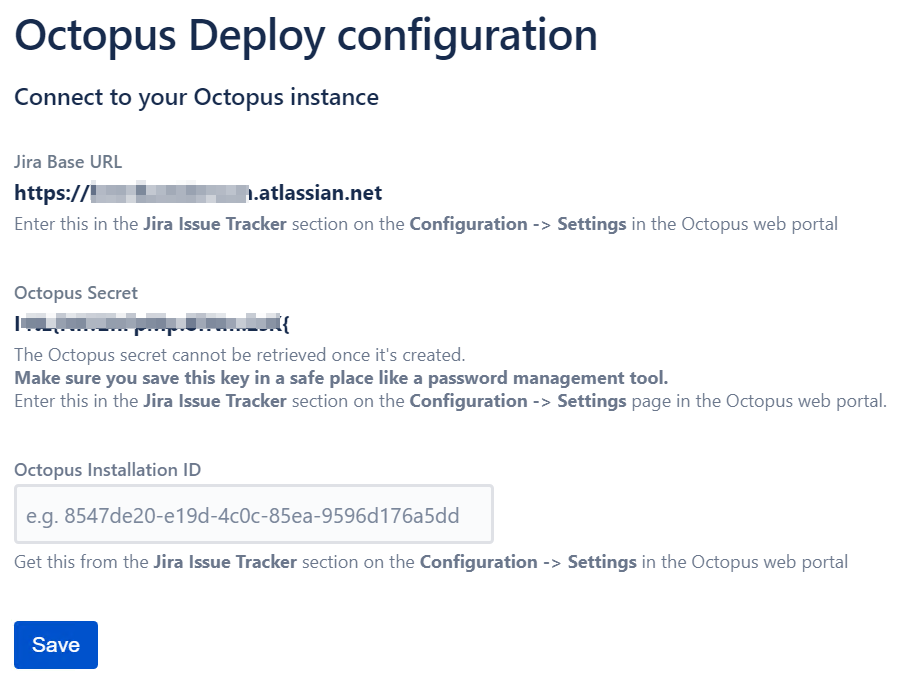 Octopus Deploy configuration
Connect to your Octopus instance
Jira Base URL
https:// .atlassian.net
Enter this in the Jira Issue Tracker section on the Configuration -> Settings in the Octopus web portal
Octopus Secret
The Octopus secret cannot be retrieved once it's created.
Make sure you save this key in a safe place like a password management tool.
Enter this in the Jira Issue Tracker section on the Configuration -> Settings page in the Octopus web portal.
Octopus Installation ID
e.g. 8547de20-e19d-4c0c-85ea-9596d176a5dd
Get this from the Jira Issue Tracker section on the Configuration -> Settings in the Octopus web portal
Save